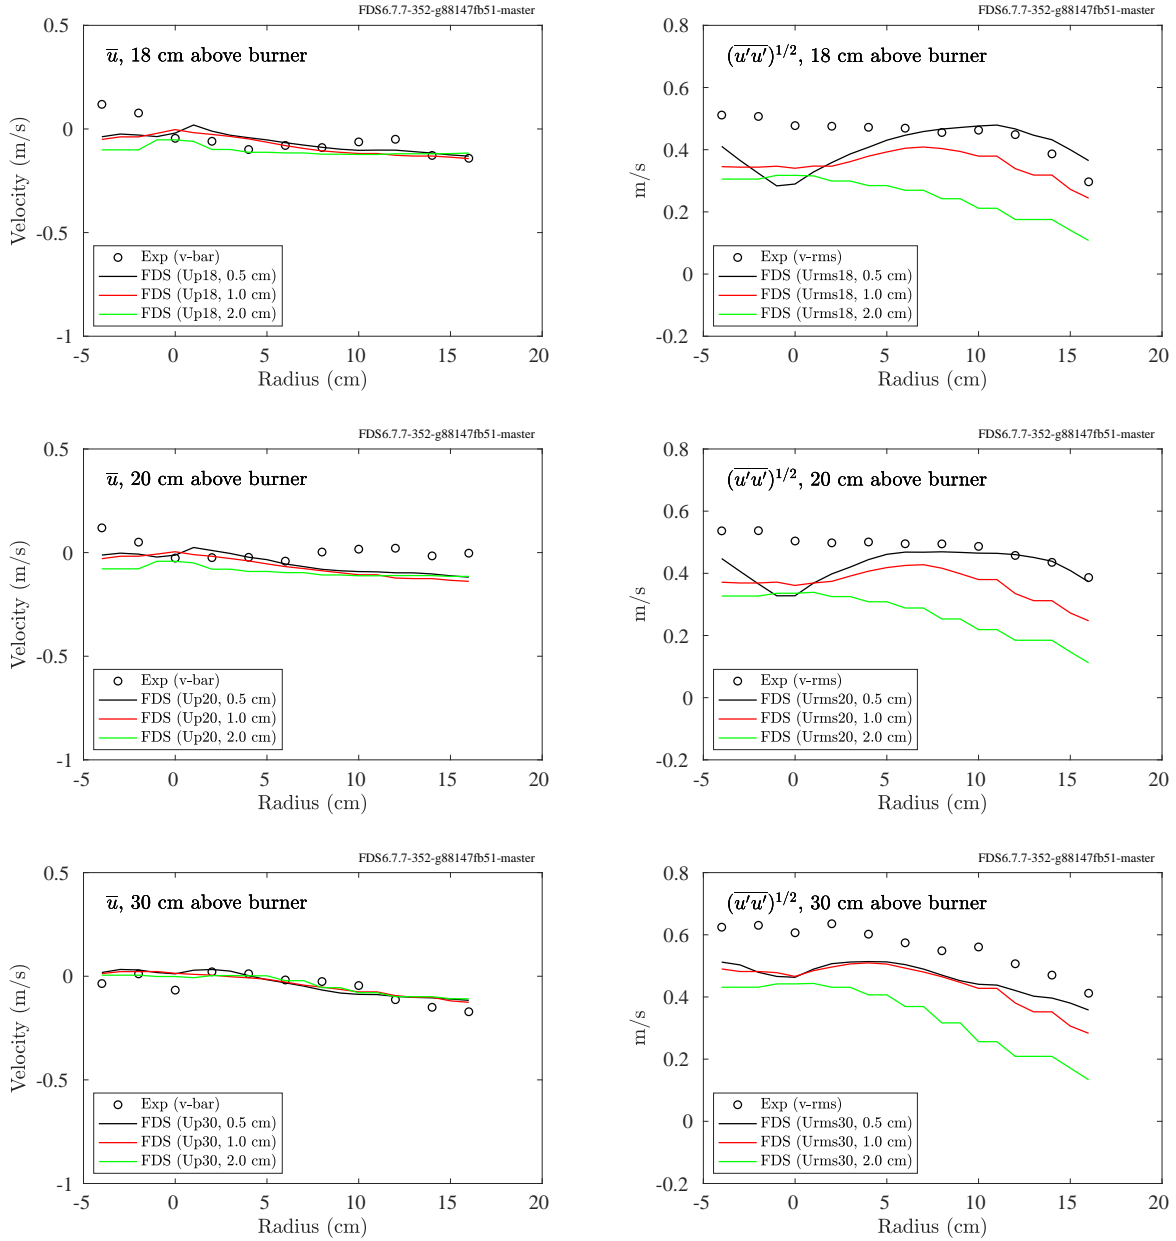 FDS6.7.7-352-g88147fb51-master
u̅, 18 cm above burner
0.5
0
-0.5
-1
Velocity (m/s)
Exp (v-bar)
FDS (Up18, 0.5 cm)
FDS (Up18, 1.0 cm)
FDS (Up18, 2.0 cm)
-5 0 5 10 15 20
Radius (cm)
FDS6.7.7-352-g88147fb51-master
(u̅'̅u̅'̅)^1/2, 18 cm above burner
0.8
0.6
0.4
0.2
0
-0.2
m/s
Exp (v-rms)
FDS (Urms18, 0.5 cm)
FDS (Urms18, 1.0 cm)
FDS (Urms18, 2.0 cm)
-5 0 5 10 15 20
Radius (cm)
FDS6.7.7-352-g88147fb51-master
u̅, 20 cm above burner
0.5
0
-0.5
-1
Velocity (m/s)
Exp (v-bar)
FDS (Up20, 0.5 cm)
FDS (Up20, 1.0 cm)
FDS (Up20, 2.0 cm)
-5 0 5 10 15 20
Radius (cm)
FDS6.7.7-352-g88147fb51-master
(u̅'̅u̅'̅)^1/2, 20 cm above burner
0.8
0.6
0.4
0.2
0
-0.2
m/s
Exp (v-rms)
FDS (Urms20, 0.5 cm)
FDS (Urms20, 1.0 cm)
FDS (Urms20, 2.0 cm)
-5 0 5 10 15 20
Radius (cm)
FDS6.7.7-352-g88147fb51-master
u̅, 30 cm above burner
0.5
0
-0.5
-1
Velocity (m/s)
Exp (v-bar)
FDS (Up30, 0.5 cm)
FDS (Up30, 1.0 cm)
FDS (Up30, 2.0 cm)
-5 0 5 10 15 20
Radius (cm)
FDS6.7.7-352-g88147fb51-master
(u̅'̅u̅'̅)^1/2, 30 cm above burner
0.8
0.6
0.4
0.2
0
-0.2
m/s
Exp (v-rms)
FDS (Urms30, 0.5 cm)
FDS (Urms30, 1.0 cm)
FDS (Urms30, 2.0 cm)
-5 0 5 10 15 20
Radius (cm)